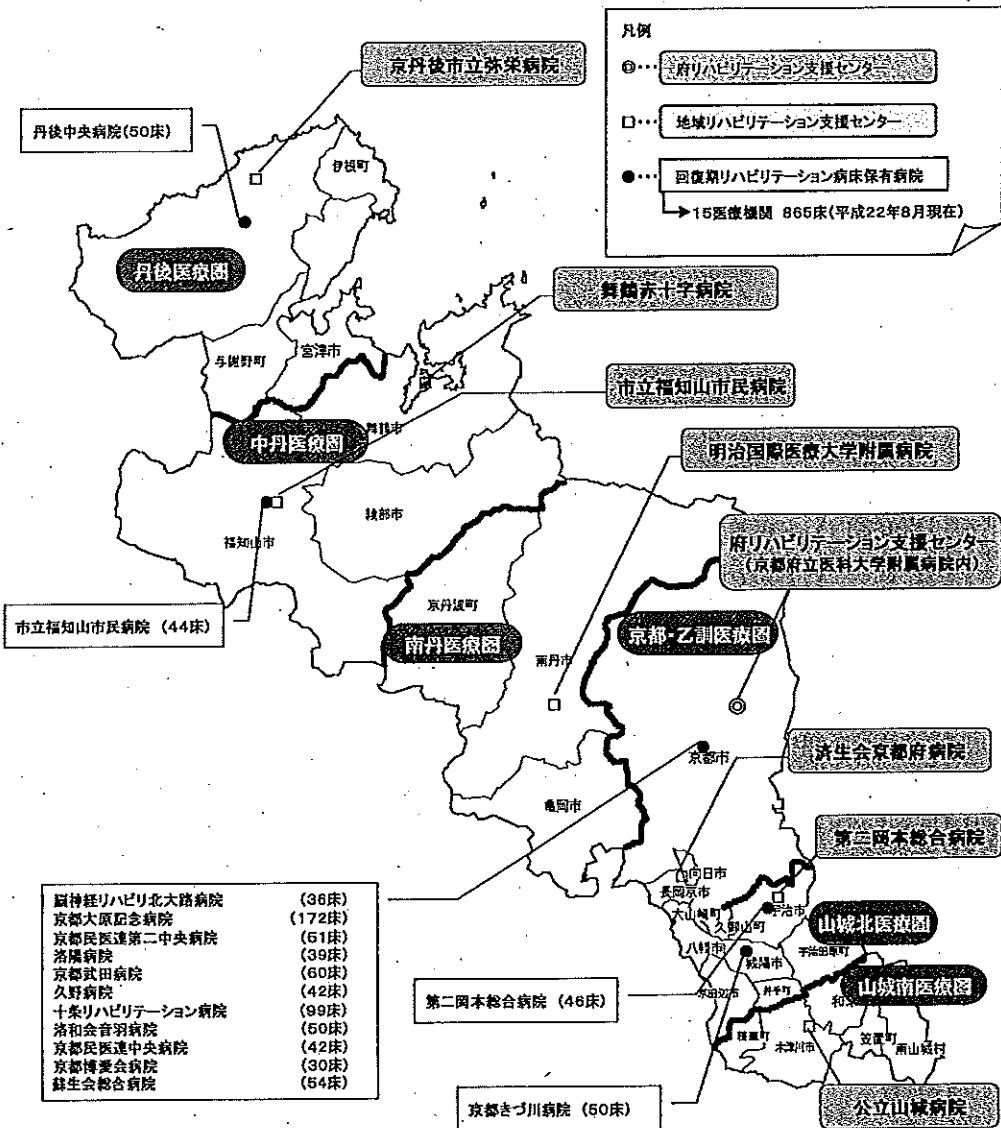 凡例
◎… 府リハビリテーション支援センター
□… 地域リハビリテーション支援センター
●… 回復期リハビリテーション病床保有病院
→15医療機関 865床(平成22年8月現在)
京丹後市立弥栄病院
丹後中央病院(50床)
伊根町
丹後医療圏
舞鶴赤十字病院
宮津市
与謝野町
市立福知山市民病院
中丹医療圏
舞鶴市
明治国際医療大学附属病院
綾部市
福知山市
府リハビリテーション支援センター
(京都府立医科大学附属病院内)
京丹波町
市立福知山市民病院 (44床)
南丹医療圏
京都・乙訓医療圏
南丹市
済生会京都府病院
京都市
亀岡市
第二岡本総合病院
向日市
長岡京市
大山崎町
宇治市
久御山町
八幡市
山城北医療圏
城陽市
宇治田原町
山城南医療圏
京田辺市
井手町
精華町
木津川市
笠置町
南山城村
脳神経リハビリ北大路病院 (36床)
京都大原記念病院 (172床)
京都民医連第二中央病院 (51床)
洛陽病院 (39床)
京都武田病院 (60床)
久野病院 (42床)
十条リハビリテーション病院 (99床)
洛和会音羽病院 (50床)
京都民医連中央病院 (42床)
京都博愛会病院 (30床)
蘇生会総合病院 (54床)
第二岡本総合病院 (46床)
京都きづ川病院 (50床)
公立山城病院